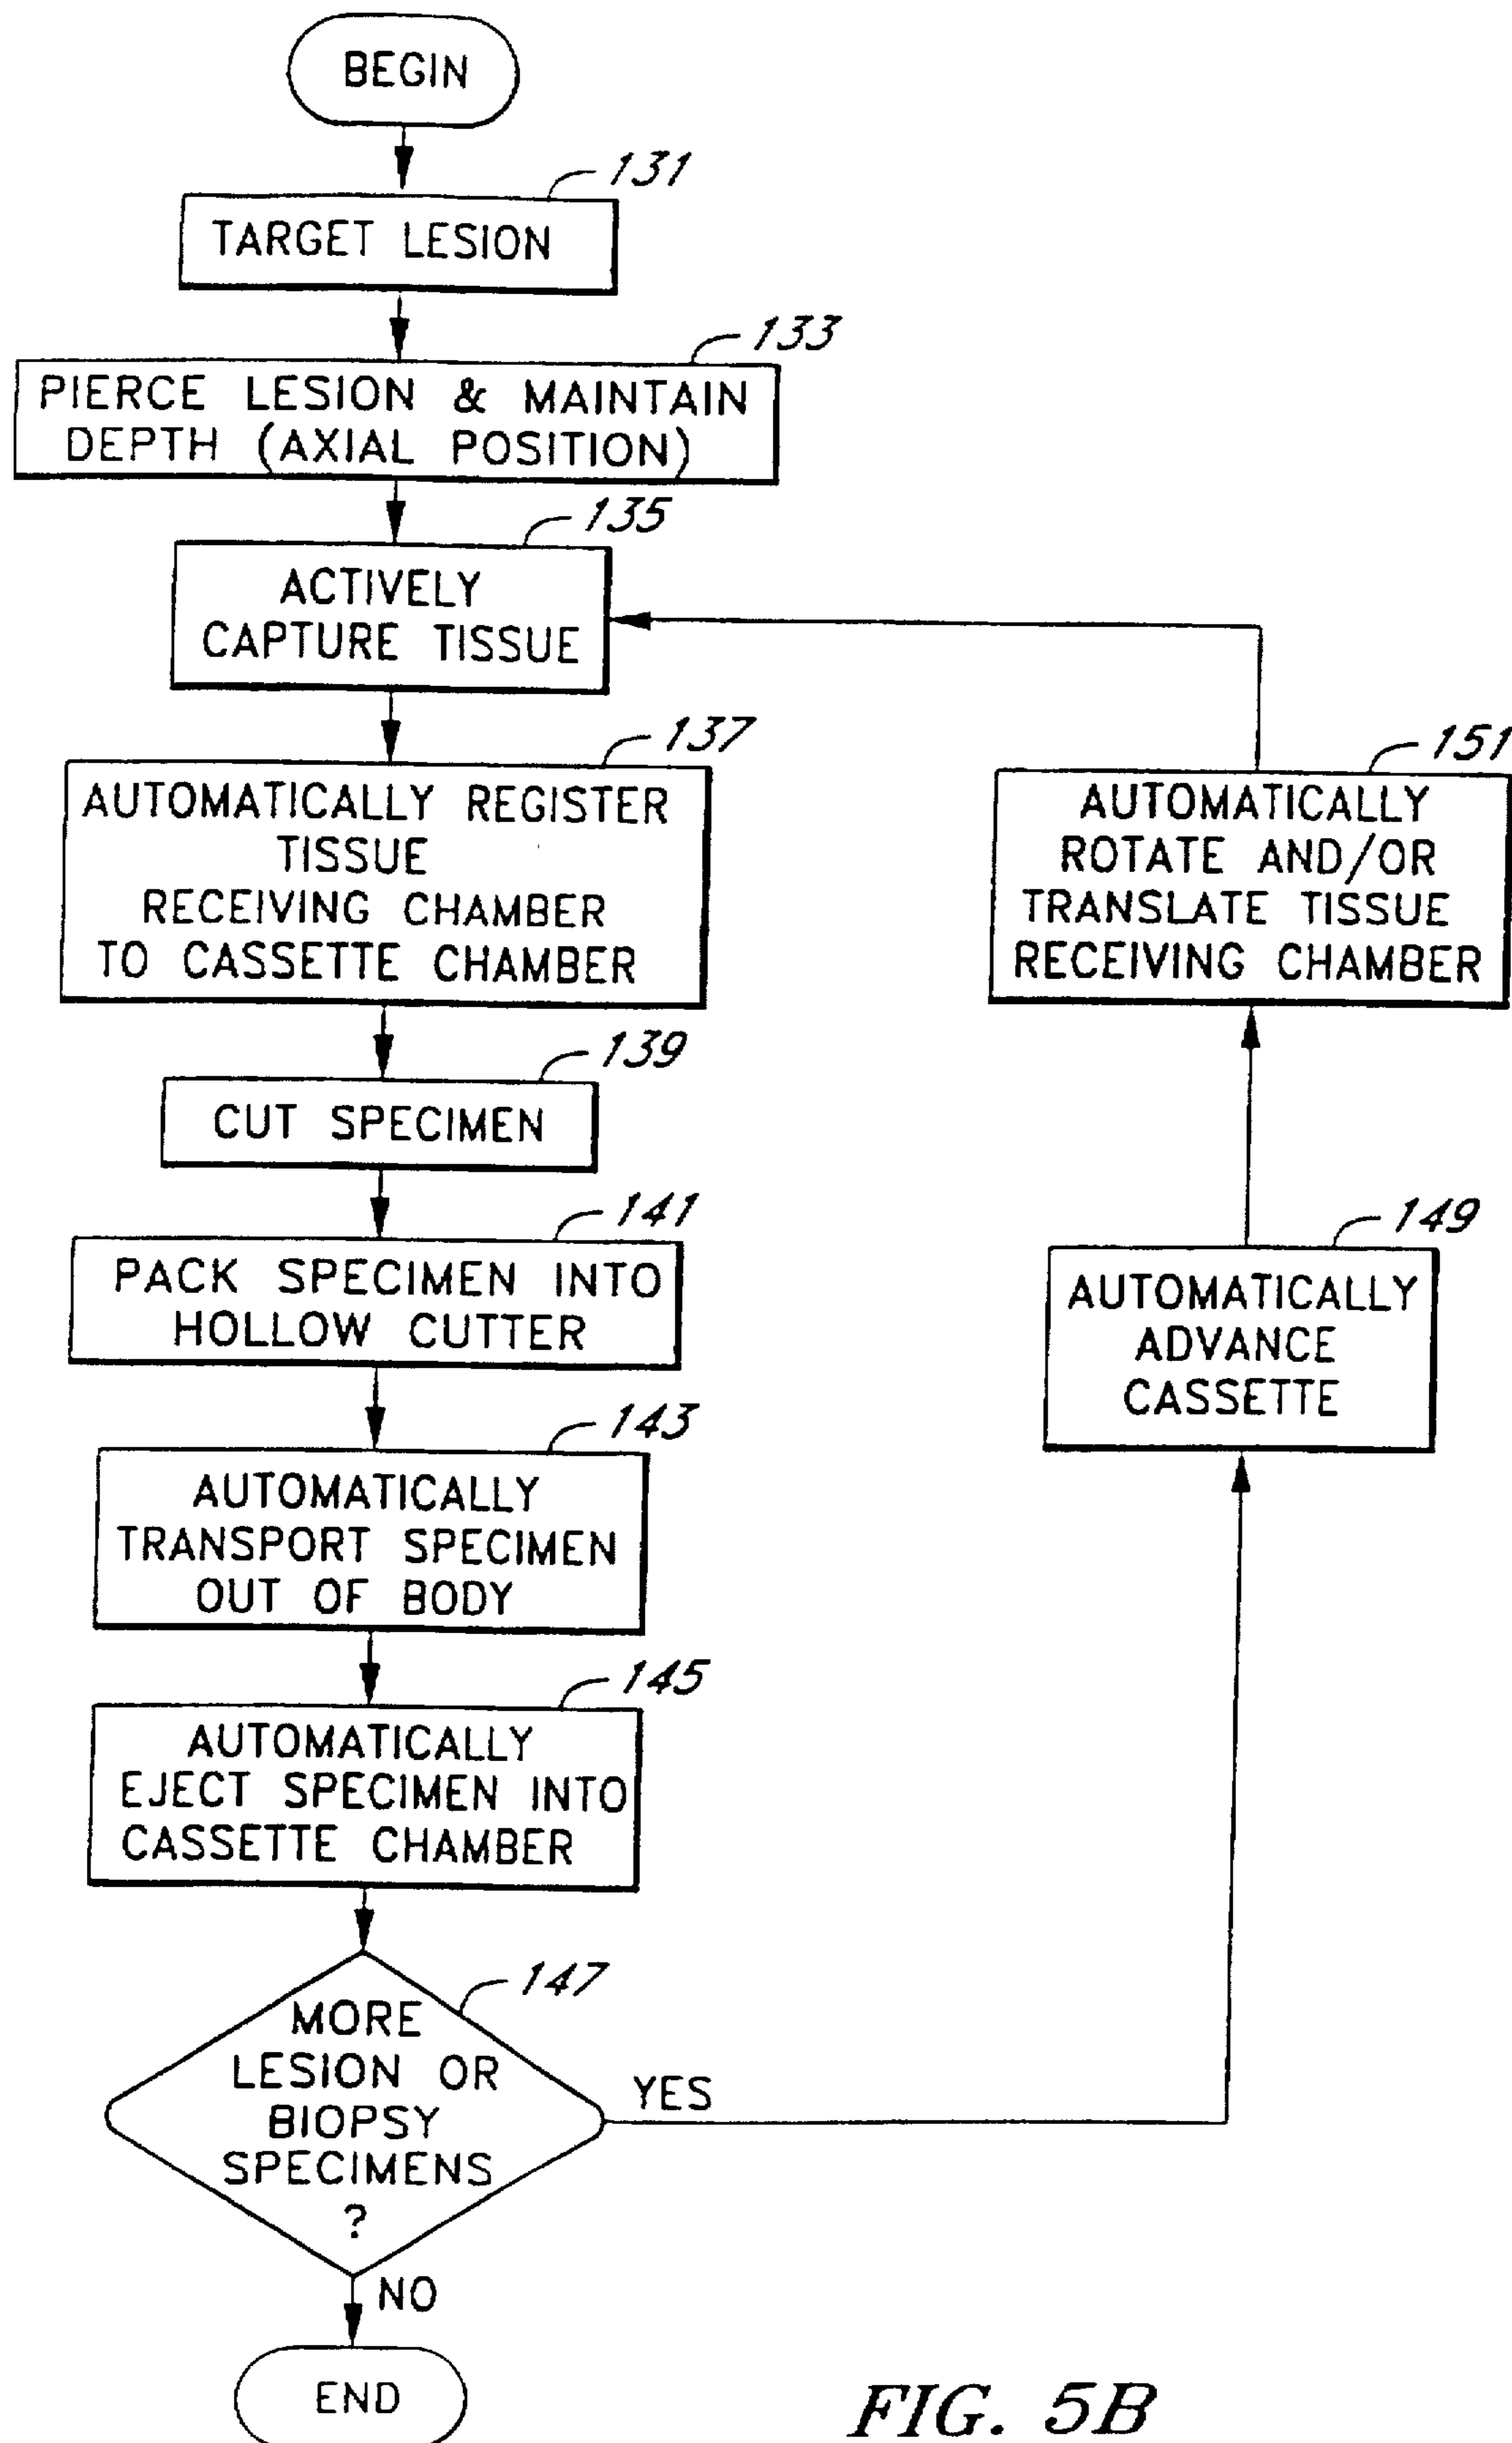 BEGIN
131
TARGET LESION
133
PIERCE LESION & MAINTAIN
DEPTH (AXIAL POSITION)
135
ACTIVELY
CAPTURE TISSUE
137
AUTOMATICALLY REGISTER
TISSUE
RECEIVING CHAMBER
TO CASSETTE CHAMBER
139
CUT SPECIMEN
141
PACK SPECIMEN INTO
HOLLOW CUTTER
143
AUTOMATICALLY
TRANSPORT SPECIMEN
OUT OF BODY
145
AUTOMATICALLY
EJECT SPECIMEN INTO
CASSETTE CHAMBER
147
MORE
LESION OR
BIOPSY
SPECIMENS
?
YES
149
AUTOMATICALLY
ADVANCE
CASSETTE
151
AUTOMATICALLY
ROTATE AND/OR
TRANSLATE TISSUE
RECEIVING CHAMBER
NO
END
FIG. 5B